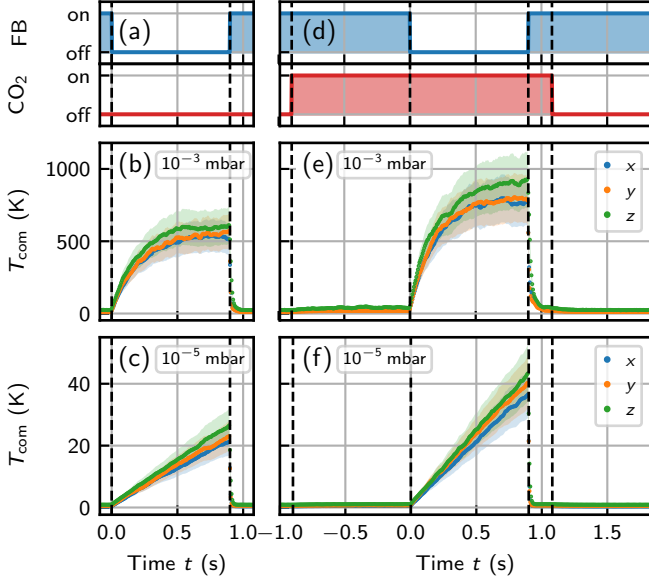 FB
on
off
(a)
(d)
CO₂
on
off
T_com (K)
1000
500
0
(b)
10⁻³ mbar
(e)
10⁻³ mbar
x
y
z
T_com (K)
40
20
0
(c)
10⁻⁵ mbar
(f)
10⁻⁵ mbar
x
y
z
0.0 0.5 1.0
−1.0 −0.5 0.0 0.5 1.0 1.5
Time t (s)
Time t (s)